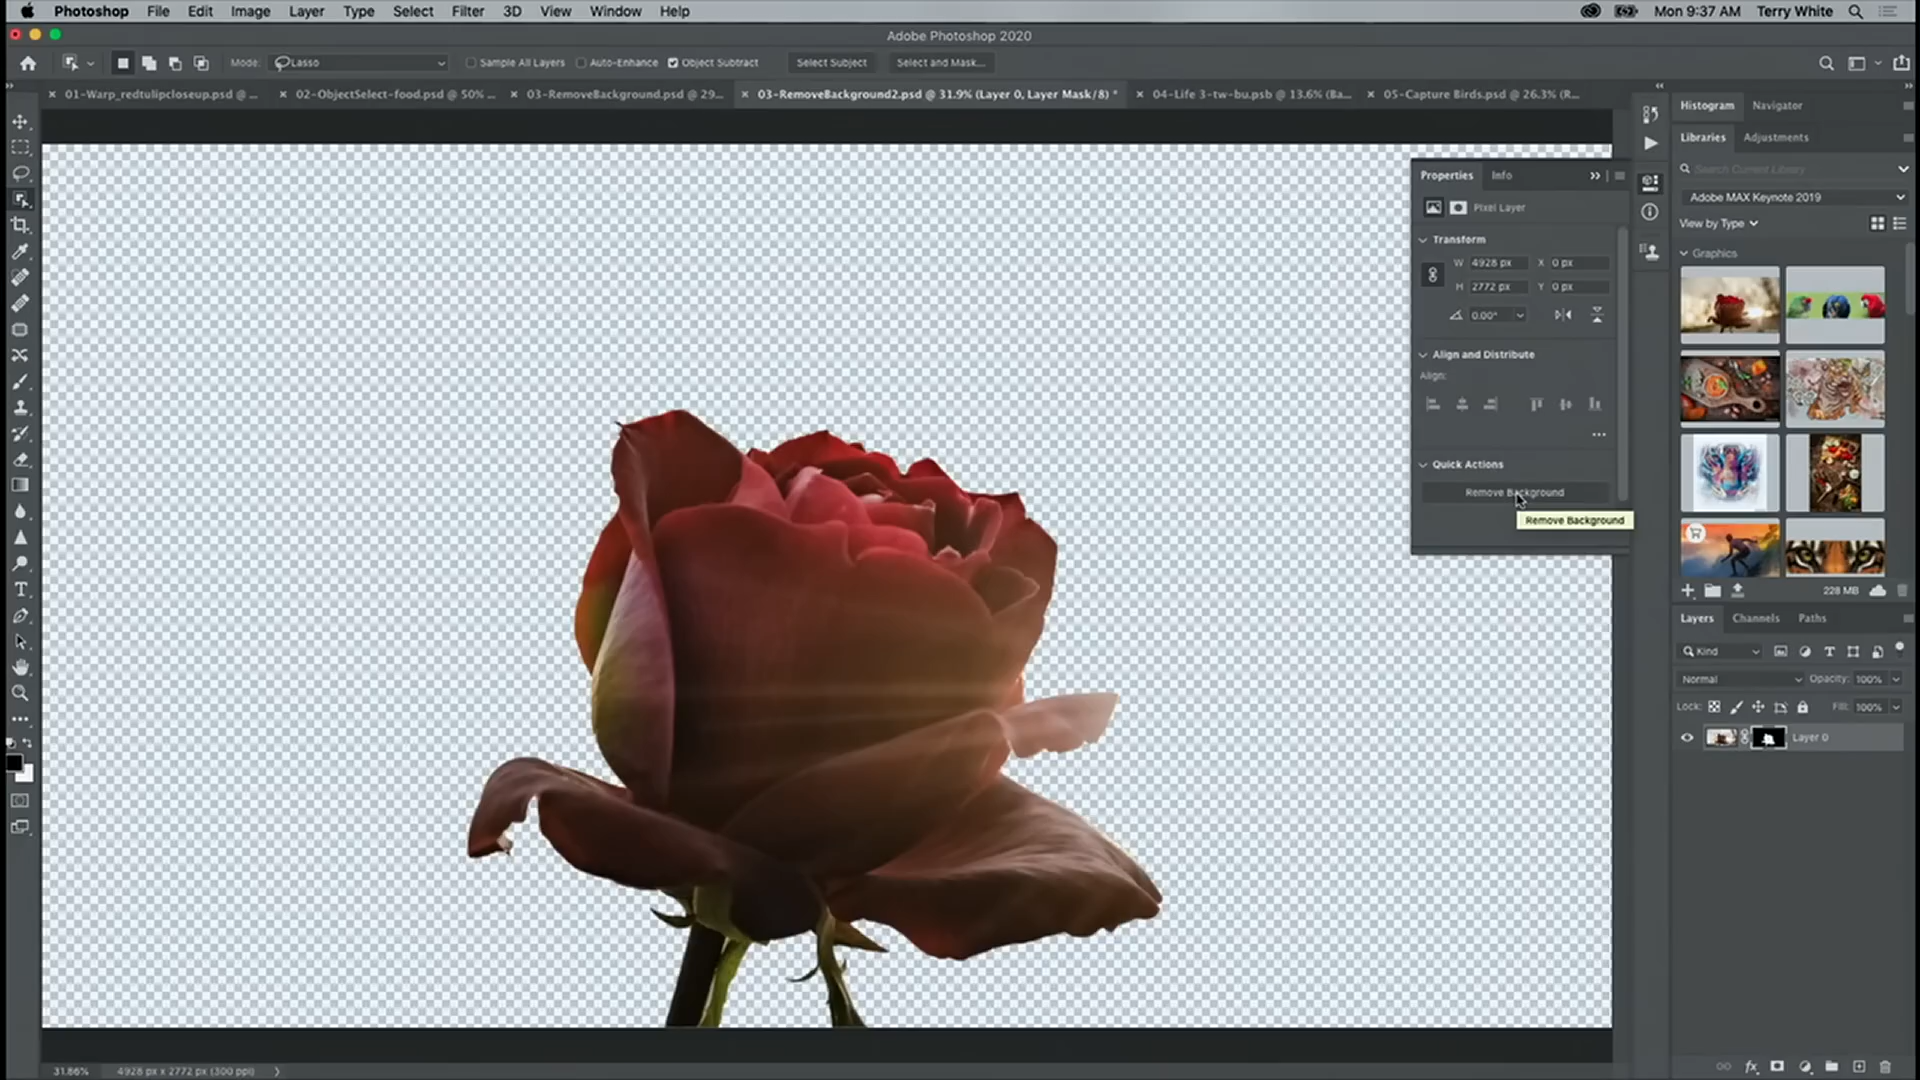 Photoshop File Edit Image Layer Type Select Filter 3D View Window Help Mon 9:37 AM Terry White
Adobe Photoshop 2020
Mode: Lasso Sample All Layers Auto-Enhance Object Subtract Select Subject Select and Mask...
01-Warp_redtulipcloseup.psd @ ... 02-ObjectSelect-food.psd @ 50% ... 03-RemoveBackground.psd @ 29... 03-RemoveBackground2.psd @ 31.9% (Layer 0, Layer Mask/8) * 04-Life 3-tw-bu.psb @ 13.6% (Ba... 05-Capture Birds.psd @ 26.3% (R...
Histogram Navigator
Libraries Adjustments
Search Current Library
Adobe MAX Keynote 2019
View by Type
Graphics
228 MB
Properties Info
Pixel Layer
Transform
W 4928 px X 0 px
H 2772 px Y 0 px
0.00°
Align and Distribute
Align:
...
Quick Actions
Remove Background
Remove Background
Layers Channels Paths
Kind
Normal Opacity: 100%
Lock: Fill: 100%
Layer 0
31.86% 4928 px x 2772 px (300 ppi)